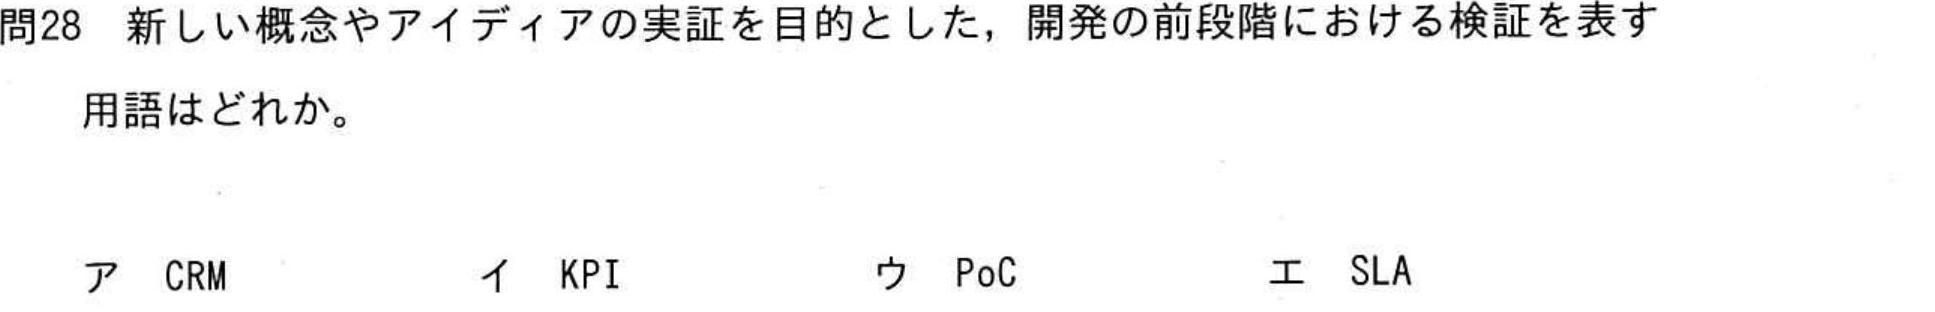 問28　新しい概念やアイディアの実証を目的とした，開発の前段階における検証を表す
用語はどれか。
ア　CRM　イ　KPI　ウ　PoC　エ　SLA